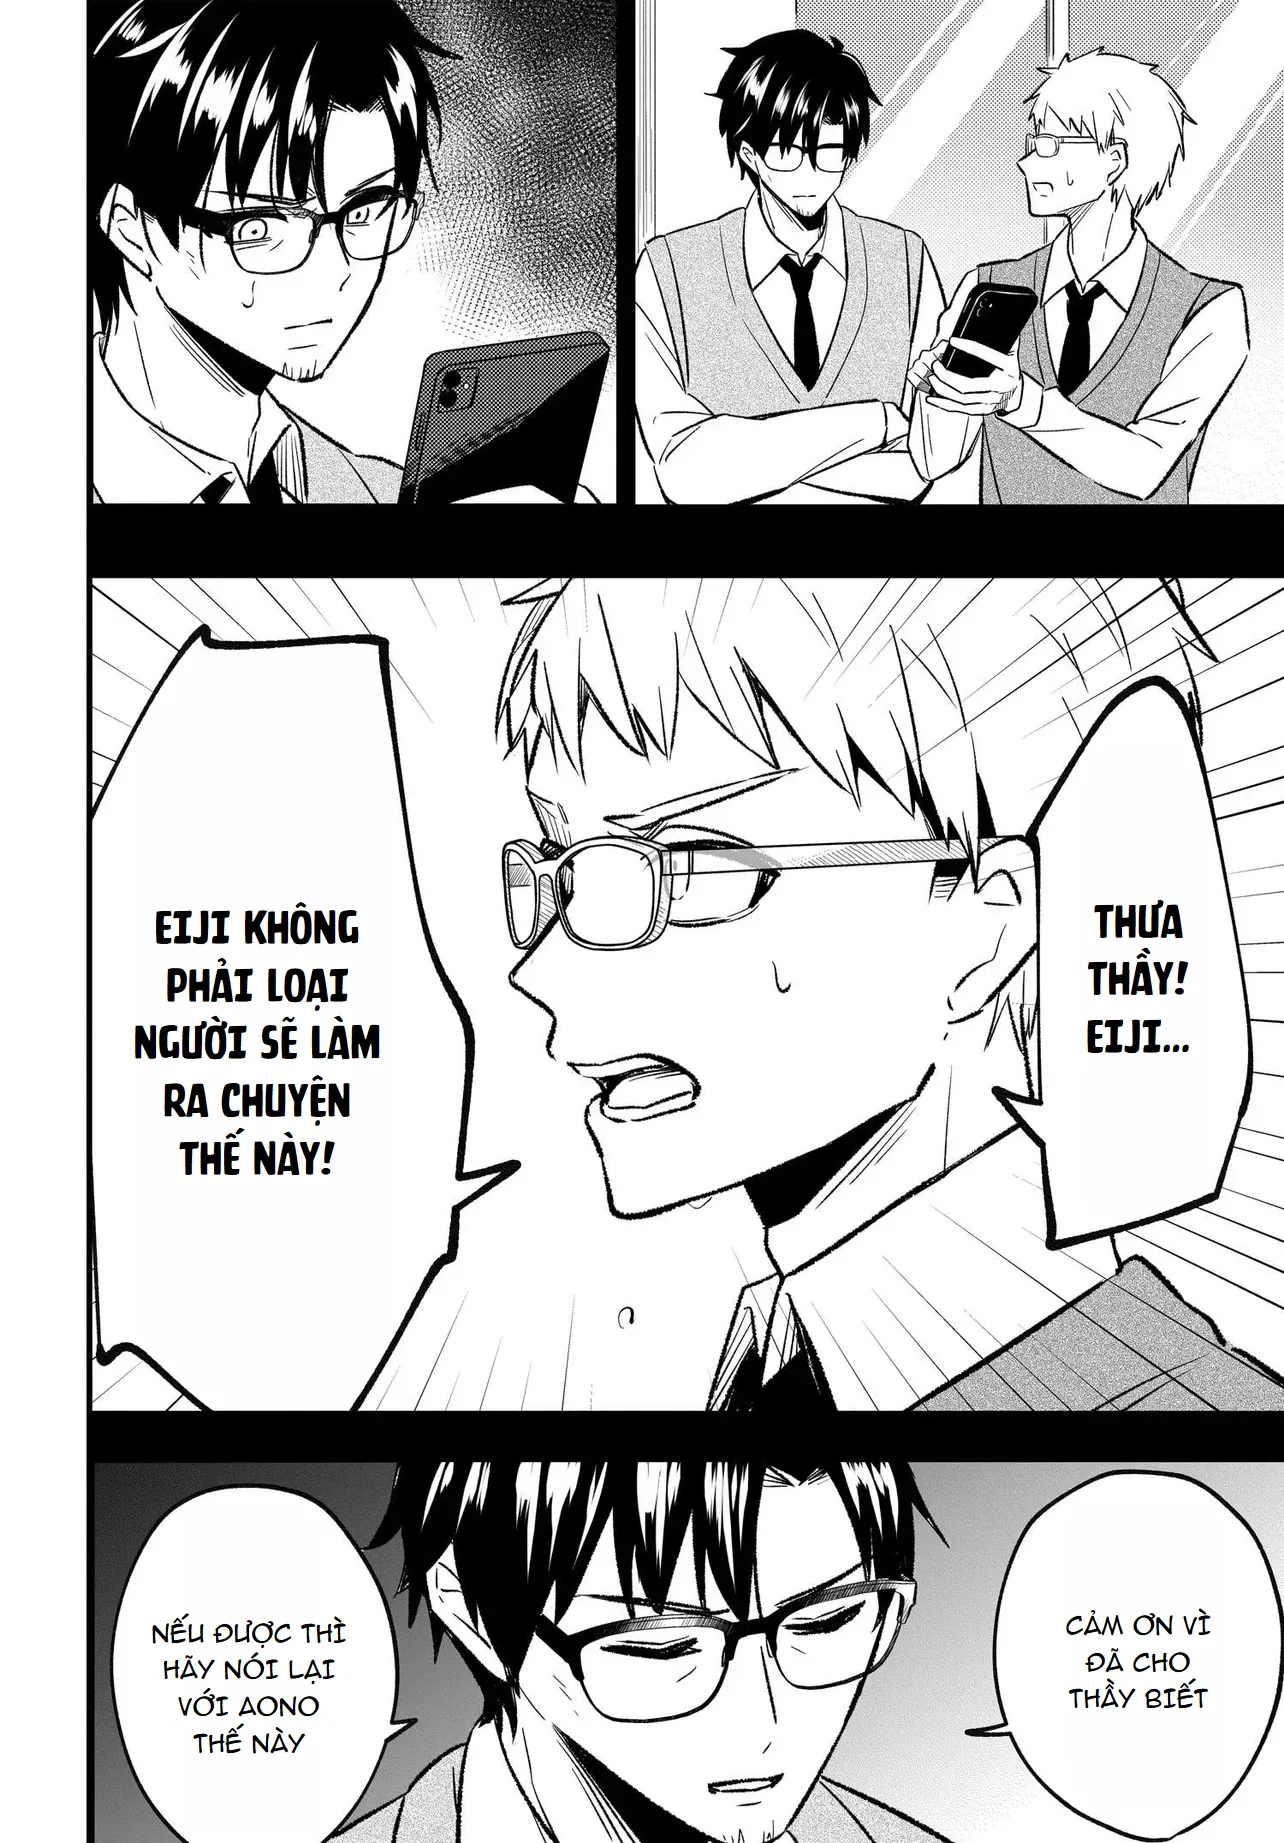 THƯA
THẦY!
EIJI...
EIJI KHÔNG
PHẢI LOẠI
NGƯỜI SẼ LÀM
RA CHUYỆN
THẾ NÀY!
CẢM ƠN VÌ
ĐÃ CHO
THẦY BIẾT
NẾU ĐƯỢC THÌ
HÃY NÓI LẠI
VỚI AONO
THẾ NÀY